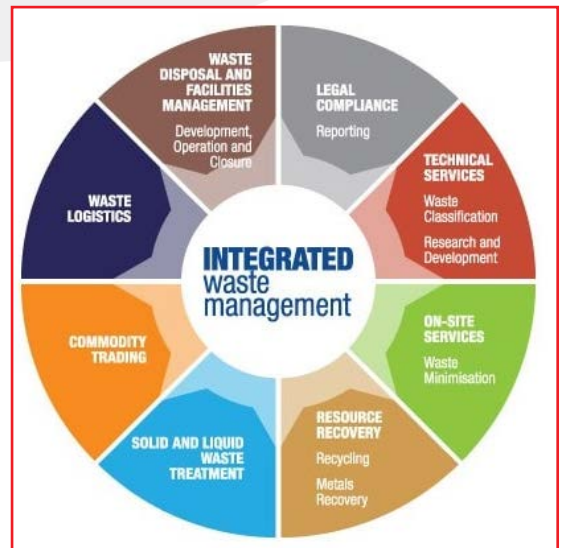 WASTE
DISPOSAL AND
FACILITIES
MANAGEMENT
Development,
Operation and
Closure
LEGAL
COMPLIANCE
Reporting
TECHNICAL
SERVICES
Waste
Classification
Research and
Development
ON-SITE
SERVICES
Waste
Minimisation
RESOURCE
RECOVERY
Recycling
Metals
Recovery
SOLID AND LIQUID
WASTE
TREATMENT
COMMODITY
TRADING
WASTE
LOGISTICS
INTEGRATED
waste
management